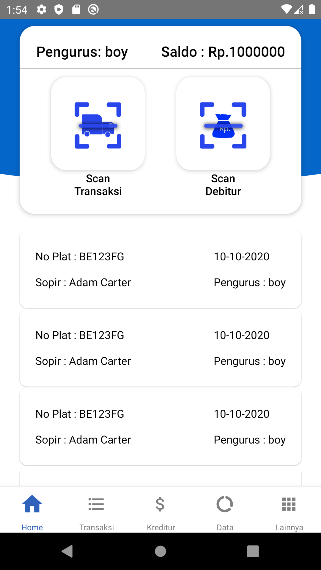 1:54
Pengurus: boy Saldo : Rp.1000000
Scan Transaksi
Scan Debitur
No Plat : BE123FG 10-10-2020
Sopir : Adam Carter Pengurus : boy
No Plat : BE123FG 10-10-2020
Sopir : Adam Carter Pengurus : boy
No Plat : BE123FG 10-10-2020
Sopir : Adam Carter Pengurus : boy
Home Transaksi Kreditur Data Lainnya